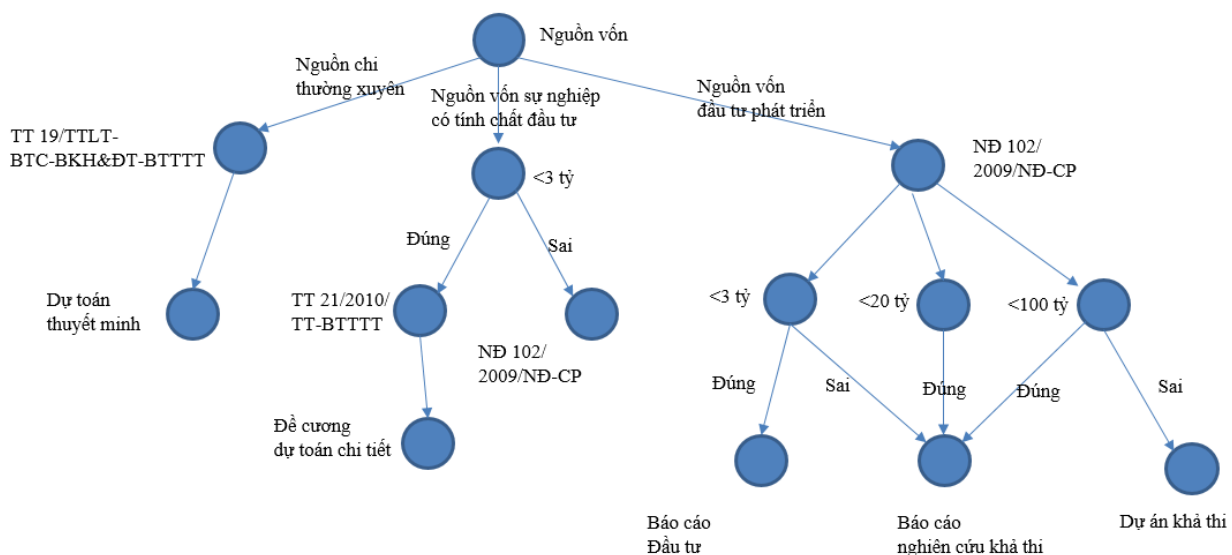 Nguồn vốn
Nguồn chi
thường xuyên
Nguồn vốn sự nghiệp
có tính chất đầu tư
Nguồn vốn
đầu tư phát triển
TT 19/TTLT-
BTC-BKH&ĐT-BTTTT
<3 tỷ
NĐ 102/
2009/NĐ-CP
Đúng
Sai
Dự toán
thuyết minh
TT 21/2010/
TT-BTTTT
NĐ 102/
2009/NĐ-CP
<3 tỷ
<20 tỷ
<100 tỷ
Đúng
Sai
Đúng
Đúng
Sai
Đề cương
dự toán chi tiết
Báo cáo
Đầu tư
Báo cáo
nghiên cứu khả thi
Dự án khả thi